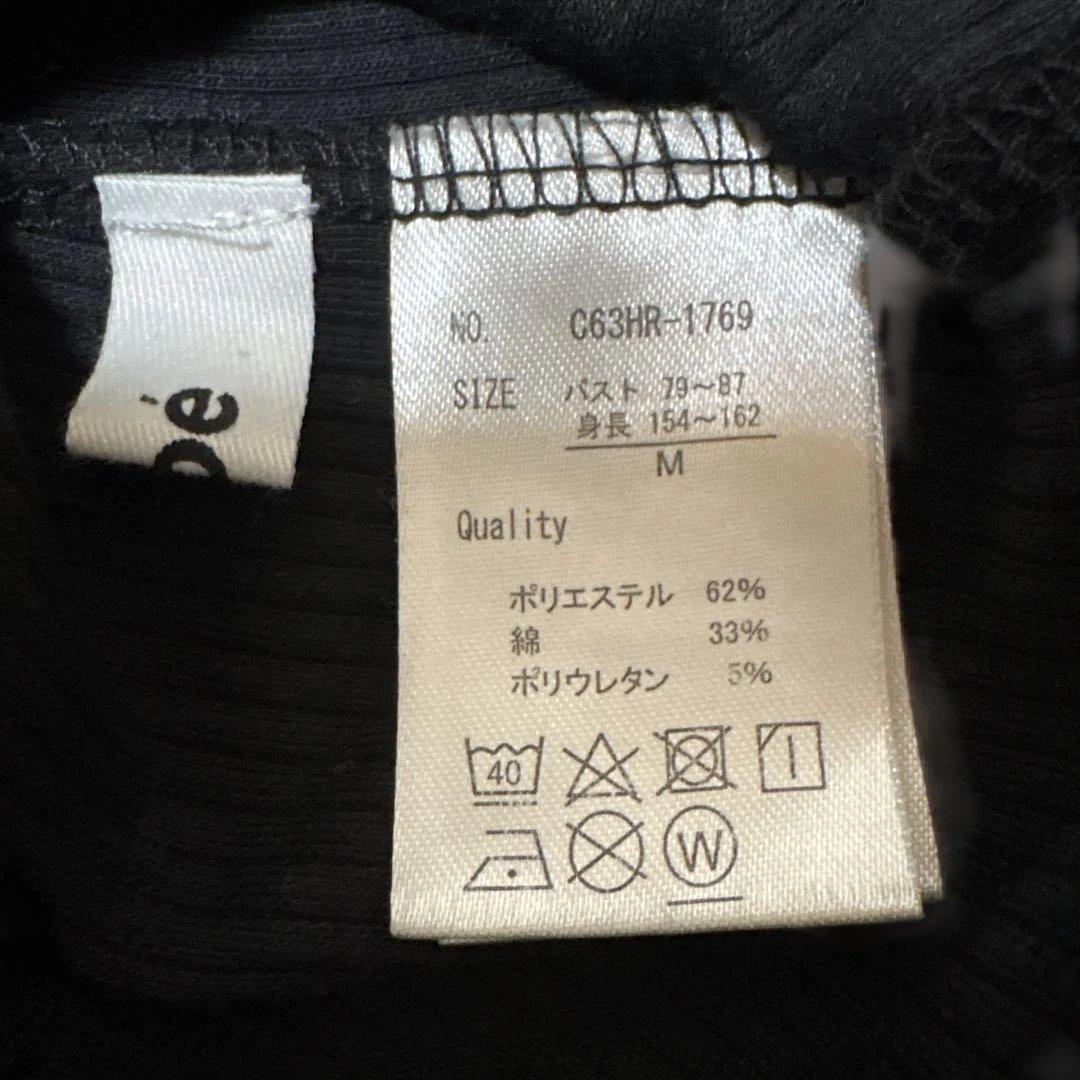 pe
NO. C63HR-1769
SIZE バスト 79～87
身長 154～162
M
Quality
ポリエステル 62%
綿 33%
ポリウレタン 5%
40
W